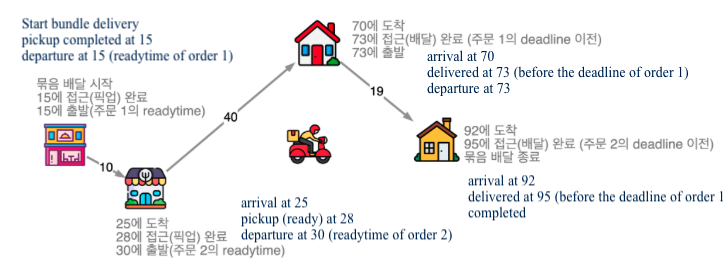 Start bundle delivery
pickup completed at 15
departure at 15 (readytime of order 1)
묶음 배달 시작
15에 접근(픽업) 완료
15에 출발(주문 1의 readytime)
10
25에 도착
28에 접근(픽업) 완료
30에 출발(주문 2의 readytime)
arrival at 25
pickup (ready) at 28
departure at 30 (readytime of order 2)
40
70에 도착
73에 접근(배달) 완료 (주문 1의 deadline 이전)
73에 출발
arrival at 70
delivered at 73 (before the deadline of order 1)
departure at 73
19
92에 도착
95에 접근(배달) 완료 (주문 2의 deadline 이전)
묶음 배달 종료
arrival at 92
delivered at 95 (before the deadline of order 1
completed